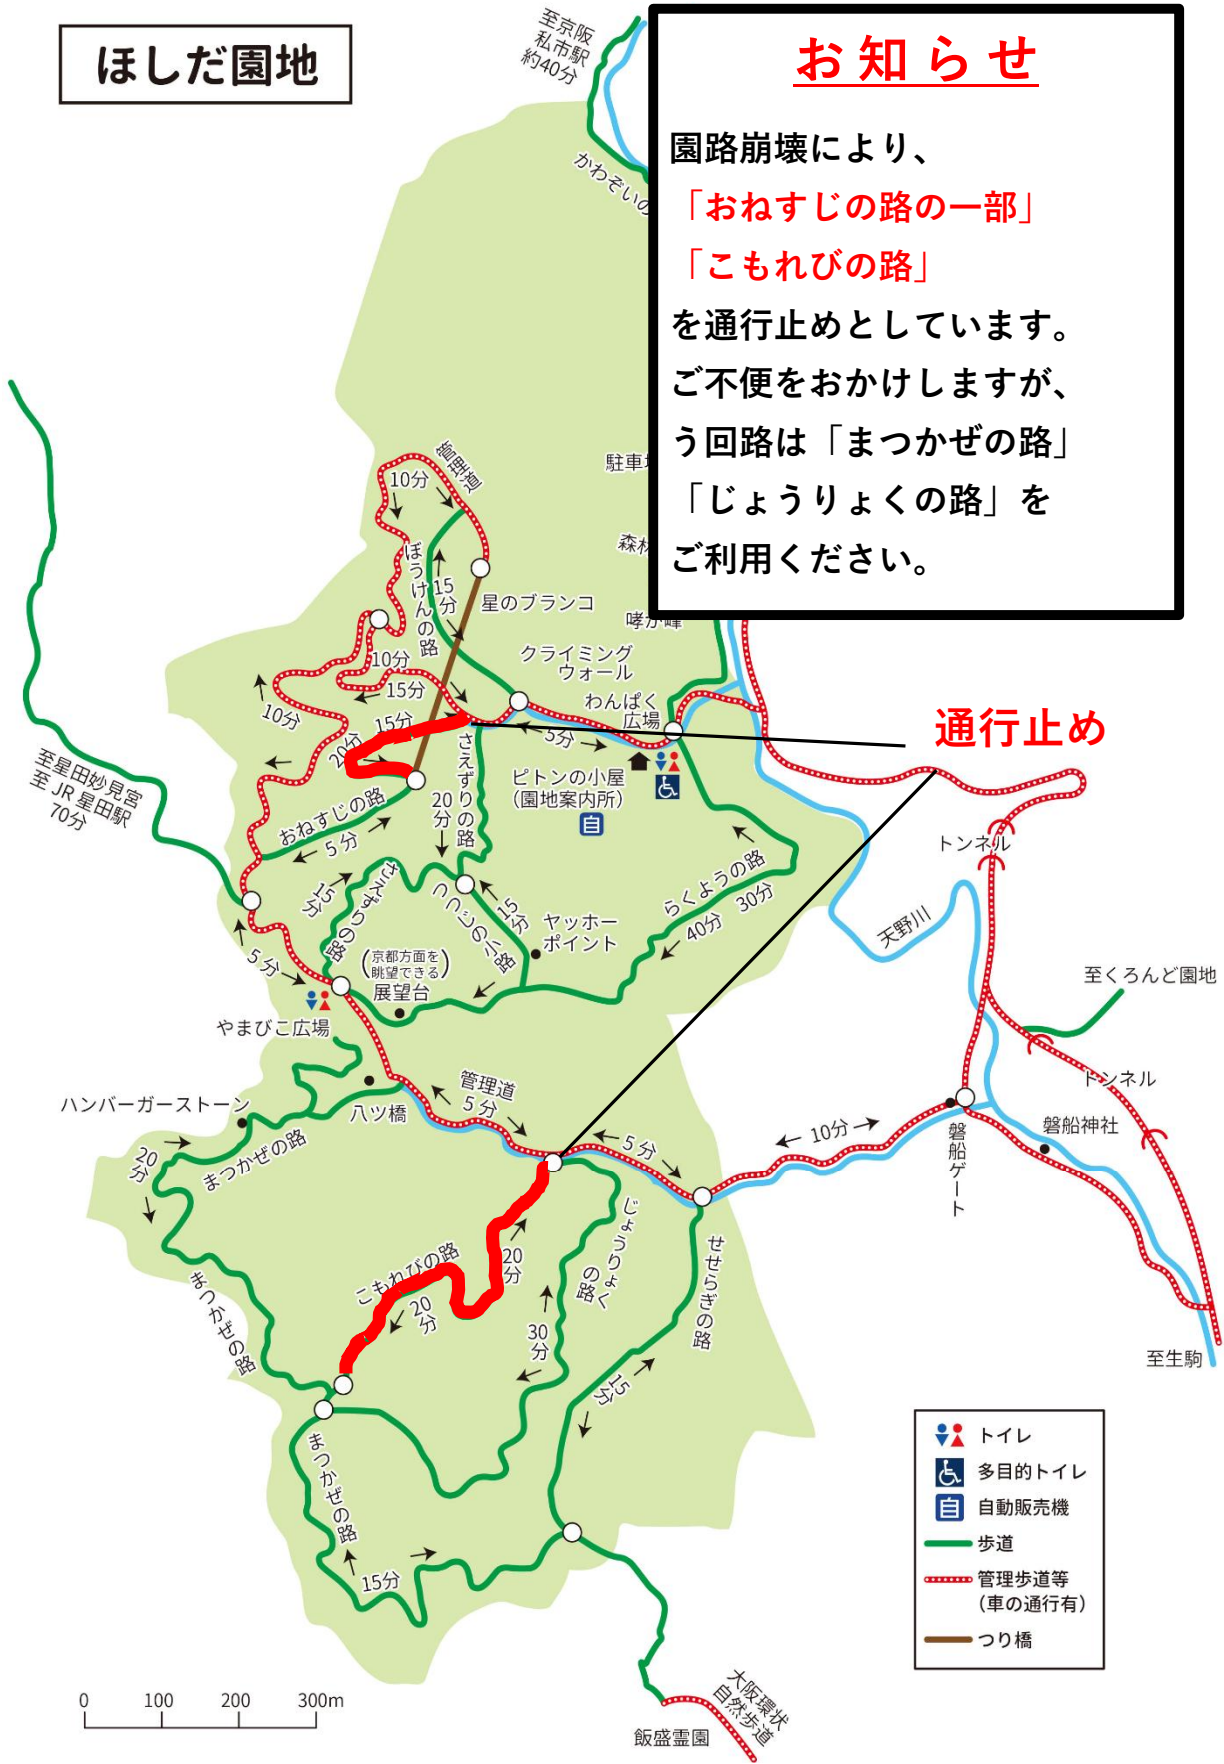 ほしだ園地
至京阪
私市駅
約40分
かわぞいの
お知らせ
園路崩壊により、
「おねすじの路の一部」
「こもれびの路」
を通行止めとしています。
ご不便をおかけしますが、
う回路は「まつかぜの路」
「じょうりょくの路」を
ご利用ください。
管理道
10分
駐車
ぼうけんの路
15分
森林
星のブランコ
哮が峰
クライミング
ウォール
10分
15分
わんぱく
広場
10分
15分
20分
5分
通行止め
さえずりの路
20分
ピトンの小屋
（園地案内所）
自
至星田妙見宮
至JR星田駅
70分
おねすじの路
5分
トンネル
さえずりの路
15分
つつじの小路
15分
らくようの路
30分
40分
ヤッホー
ポイント
天野川
5分
（京都方面を
眺望できる）
展望台
至くろんど園地
やまびこ広場
管理道
5分
トンネル
ハンバーガーストーン
八ツ橋
5分
10分
磐船ゲート
磐船神社
まつかぜの路
20分
じょうりょく
の路
せせらぎの路
こもれびの路
20分
20分
まつかぜの路
30分
15分
至生駒
まつかぜの路
15分
トイレ
多目的トイレ
自 自動販売機
歩道
管理歩道等
（車の通行有）
つり橋
0 100 200 300m
大阪環状
自然歩道
飯盛霊園